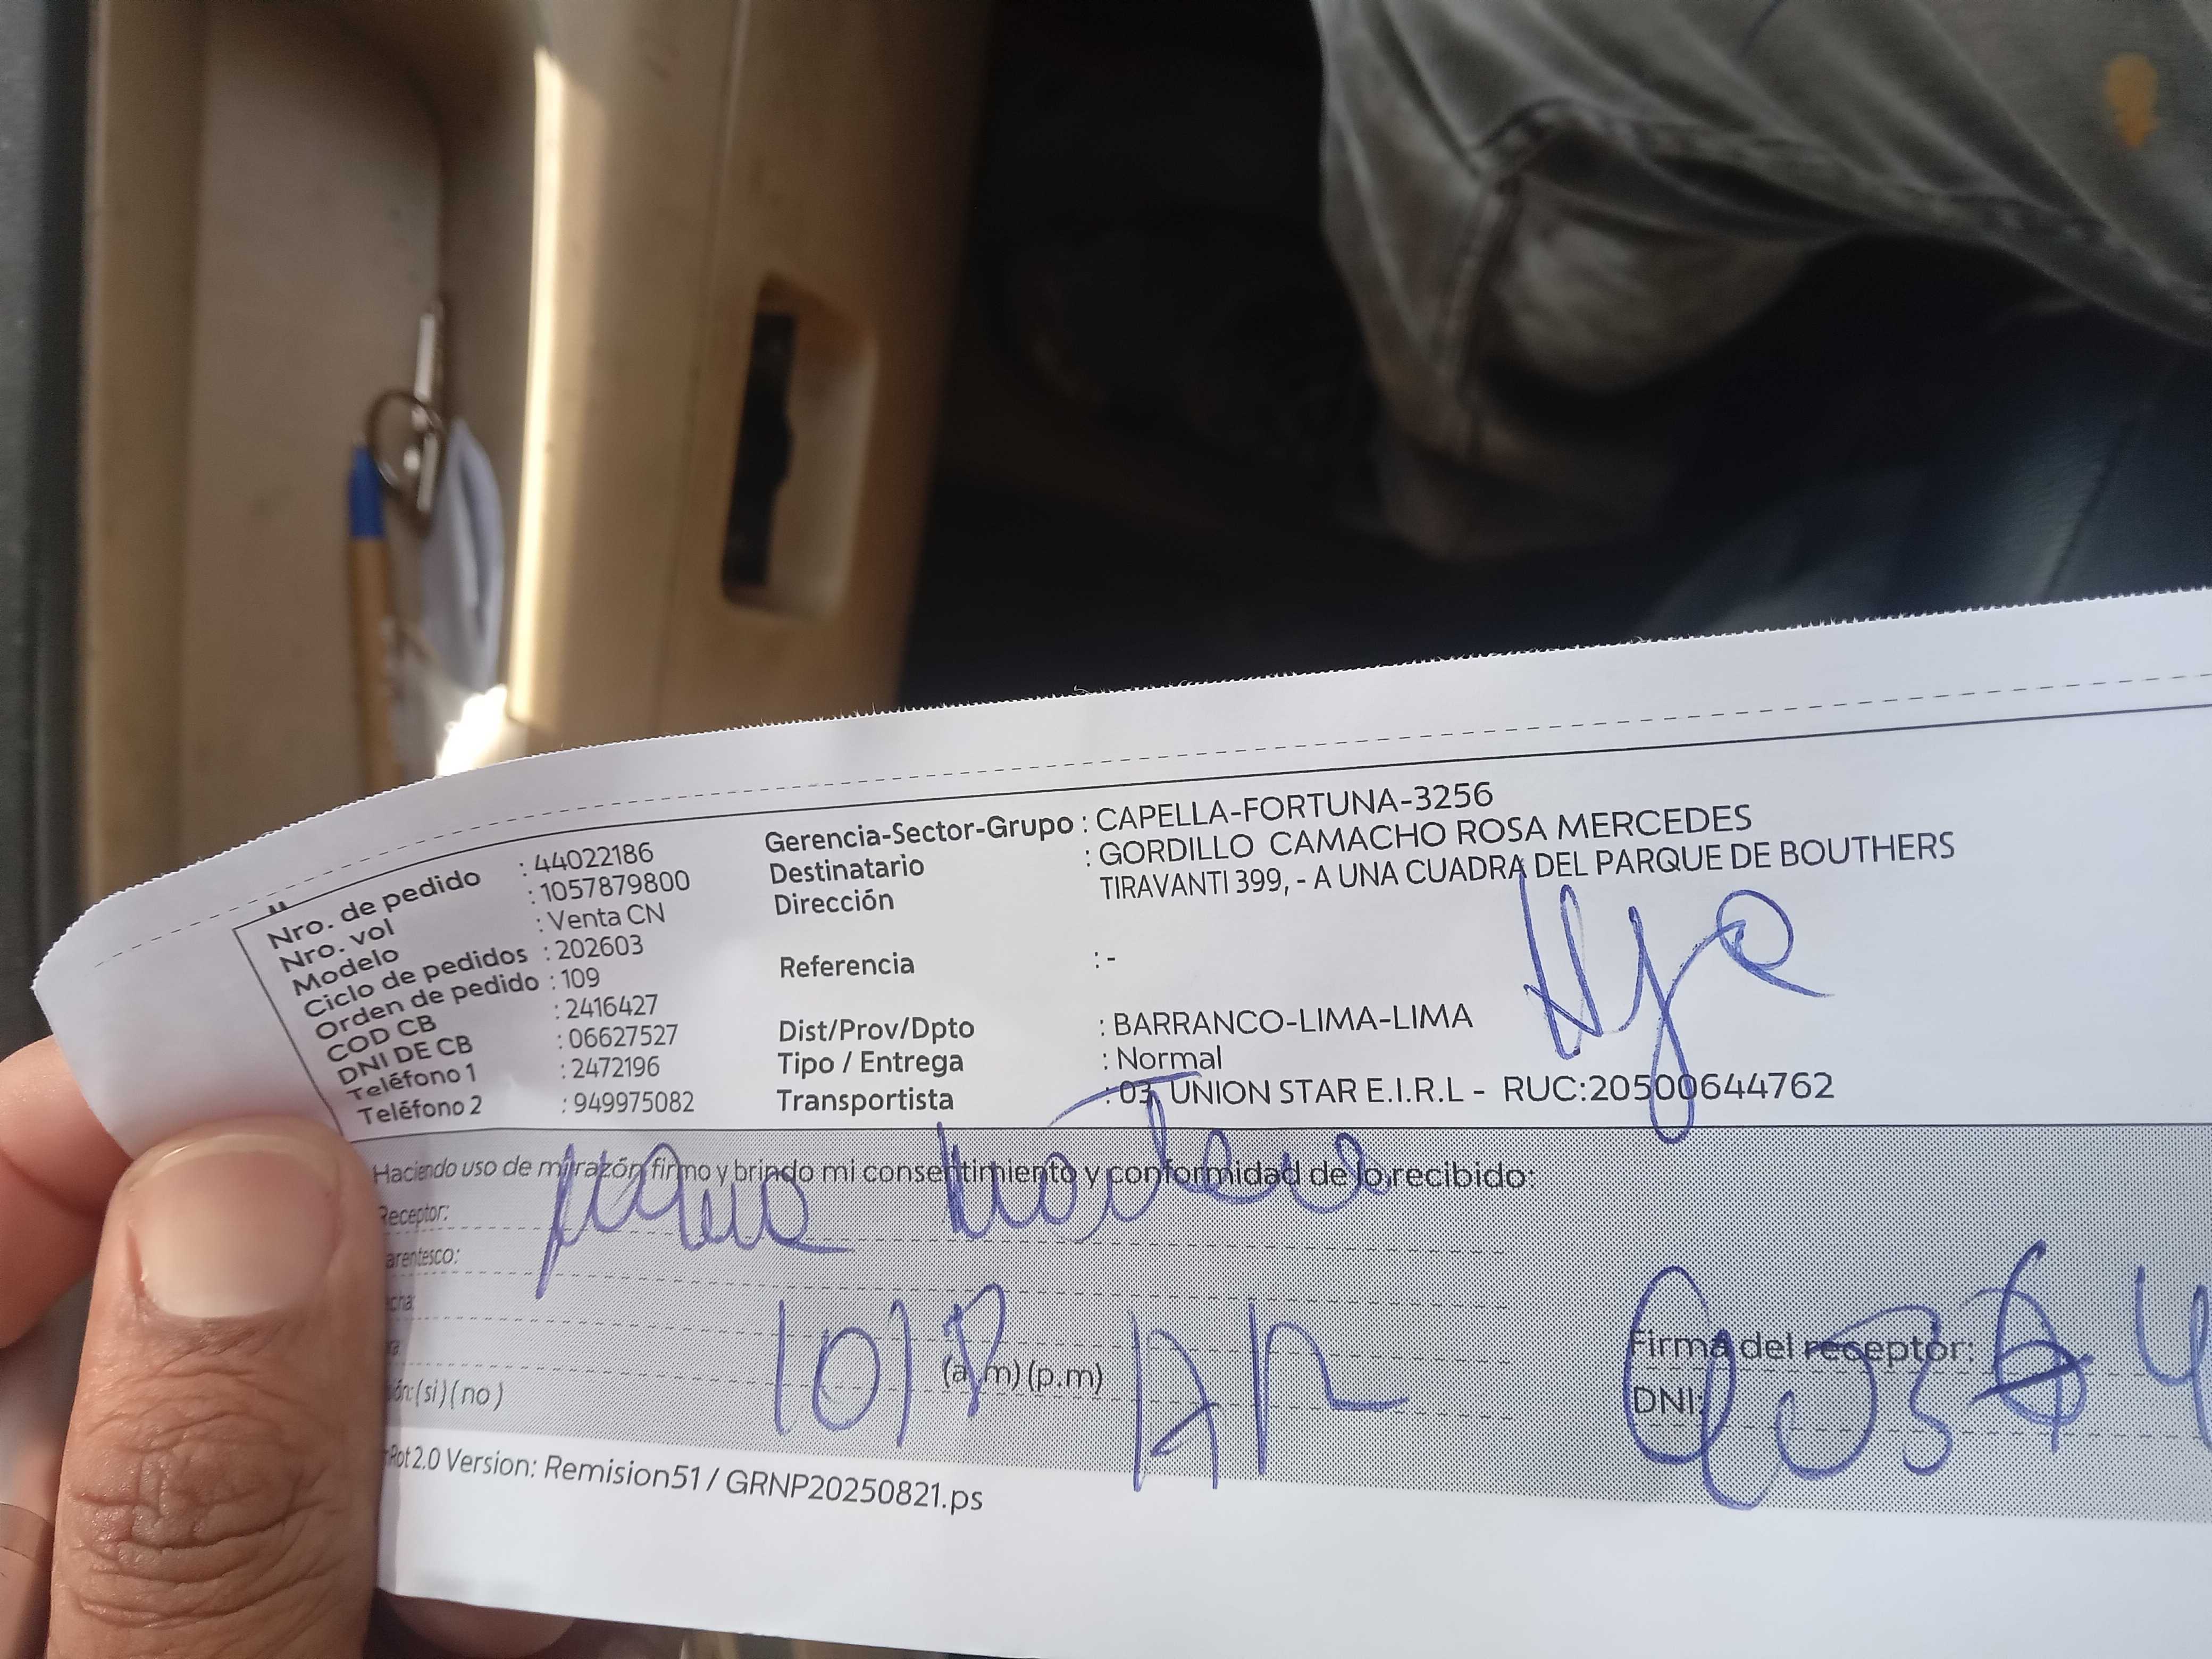 Nro. de pedido : 44022186
Nro. vol : 1057879800
Modelo : Venta CN
Ciclo de pedidos : 202603
Orden de pedido : 109
COD CB : 2416427
DNI DE CB : 06627527
Teléfono 1 : 2472196
Teléfono 2 : 949975082
Gerencia-Sector-Grupo : CAPELLA-FORTUNA-3256
Destinatario : GORDILLO CAMACHO ROSA MERCEDES
Dirección TIRAVANTI 399, - A UNA CUADRA DEL PARQUE DE BOUTHERS
Referencia : -
Dist/Prov/Dpto : BARRANCO-LIMA-LIMA
Tipo / Entrega : Normal
Transportista : 03. UNION STAR E.I.R.L - RUC:20500644762
Haciendo uso de mi razón firmo y brindo mi consentimiento y conformidad de lo recibido:
Receptor:
arentesco:
(a.m) (p.m)
(si) (no)
Firma del receptor:
DNI:
2.0 Version: Remision51 / GRNP20250821.ps